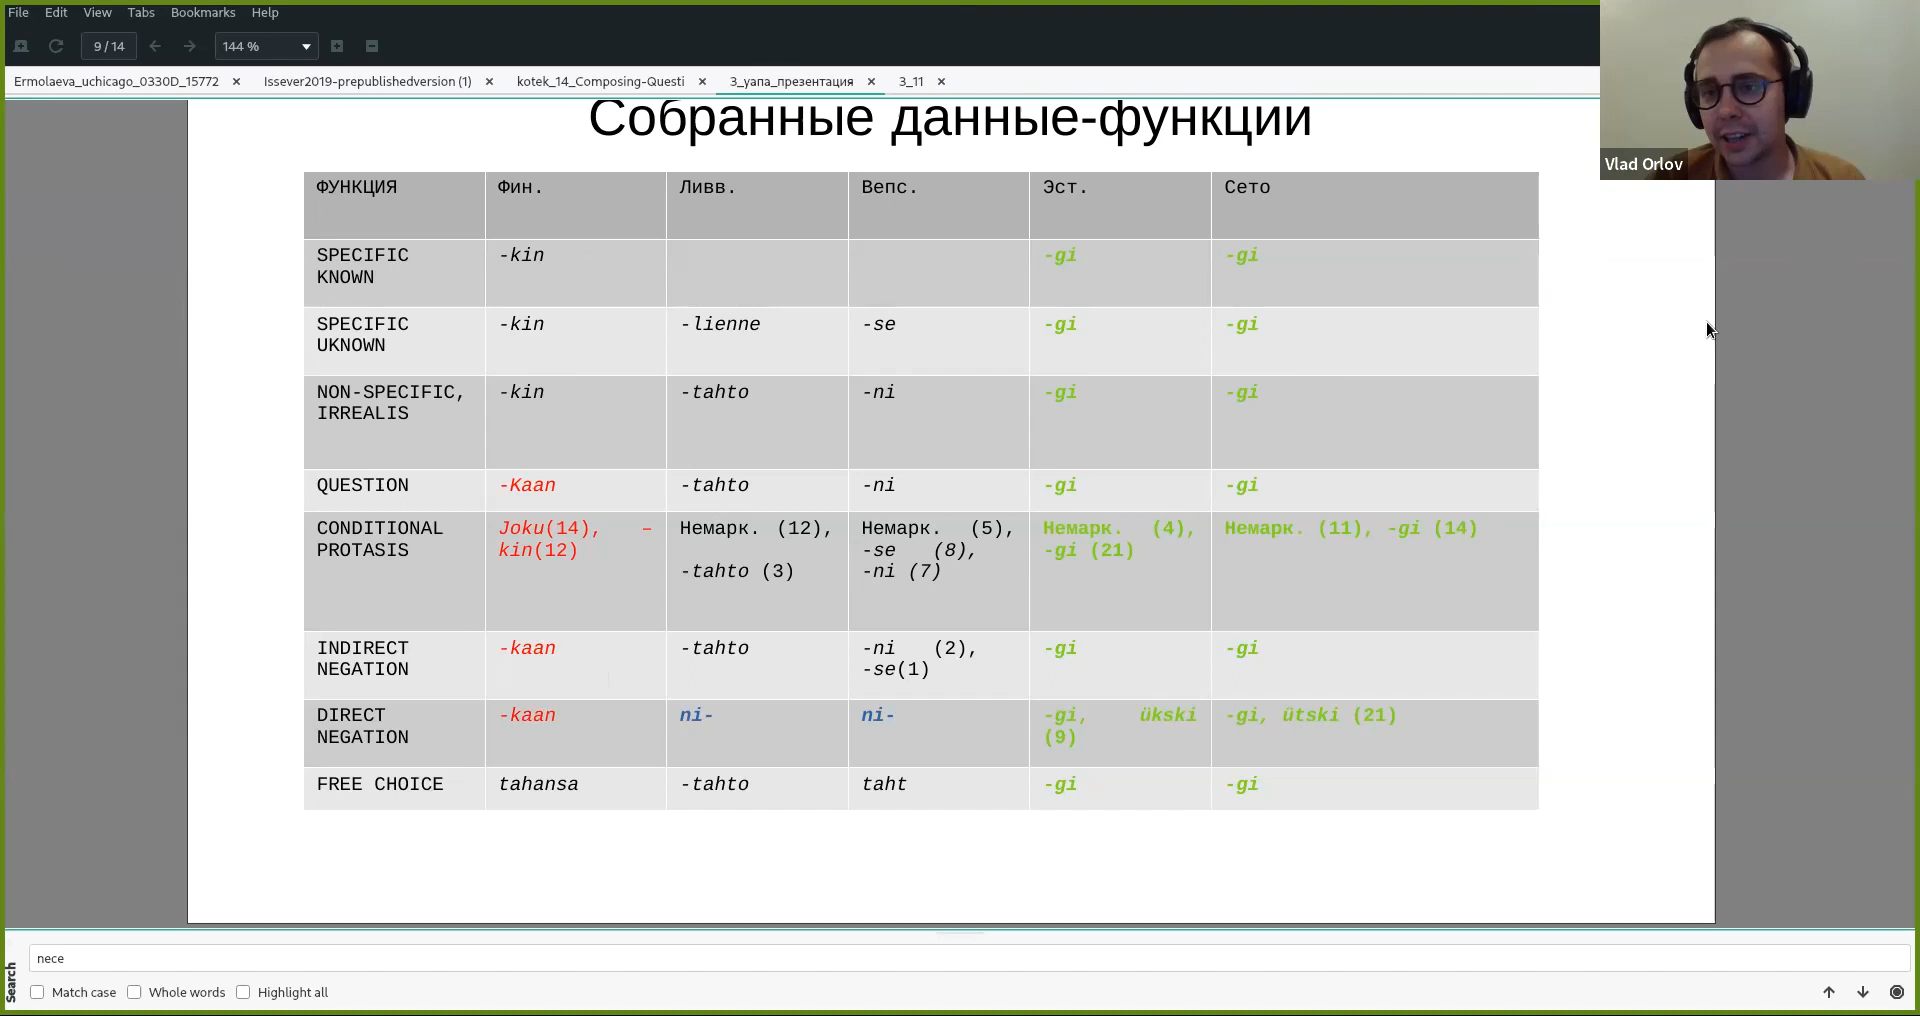 File Edit View Tabs Bookmarks Help
9 / 14 144 %
Ermolaeva_uchicago_0330D_15772 × Issever2019-prepublishedversion (1) × kotek_14_Composing-Questi × 3_уапа_презентация × 3_11 ×
Vlad Orlov
Собранные данные-функции
ФУНКЦИЯ Фин. Ливв. Вепс. Эст. Сето
SPECIFIC -kin -gi -gi
KNOWN
SPECIFIC -kin -lienne -se -gi -gi
UKNOWN
NON-SPECIFIC, -kin -tahto -ni -gi -gi
IRREALIS
QUESTION -Kaan -tahto -ni -gi -gi
CONDITIONAL Joku(14), – Немарк. (12), Немарк. (5), Немарк. (4), Немарк. (11), -gi (14)
PROTASIS kin(12) -se (8), -gi (21)
-tahto (3) -ni (7)
INDIRECT -kaan -tahto -ni (2), -gi -gi
NEGATION -se(1)
DIRECT -kaan ni- ni- -gi, ükski -gi, ütski (21)
NEGATION (9)
FREE CHOICE tahansa -tahto taht -gi -gi
Search
nece
Match case Whole words Highlight all